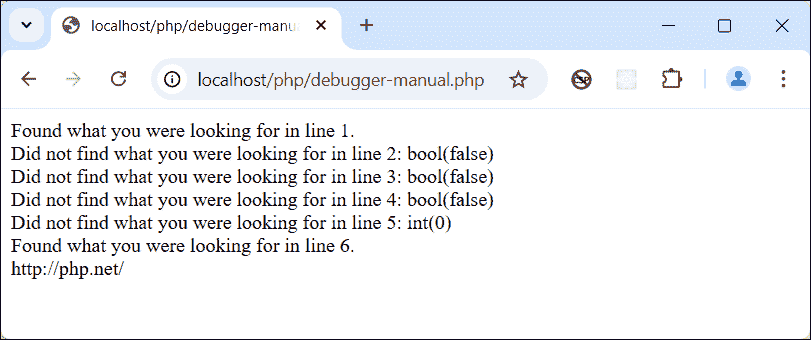 localhost/php/debugger-manua
localhost/php/debugger-manual.php
Found what you were looking for in line 1.
Did not find what you were looking for in line 2: bool(false)
Did not find what you were looking for in line 3: bool(false)
Did not find what you were looking for in line 4: bool(false)
Did not find what you were looking for in line 5: int(0)
Found what you were looking for in line 6.
http://php.net/